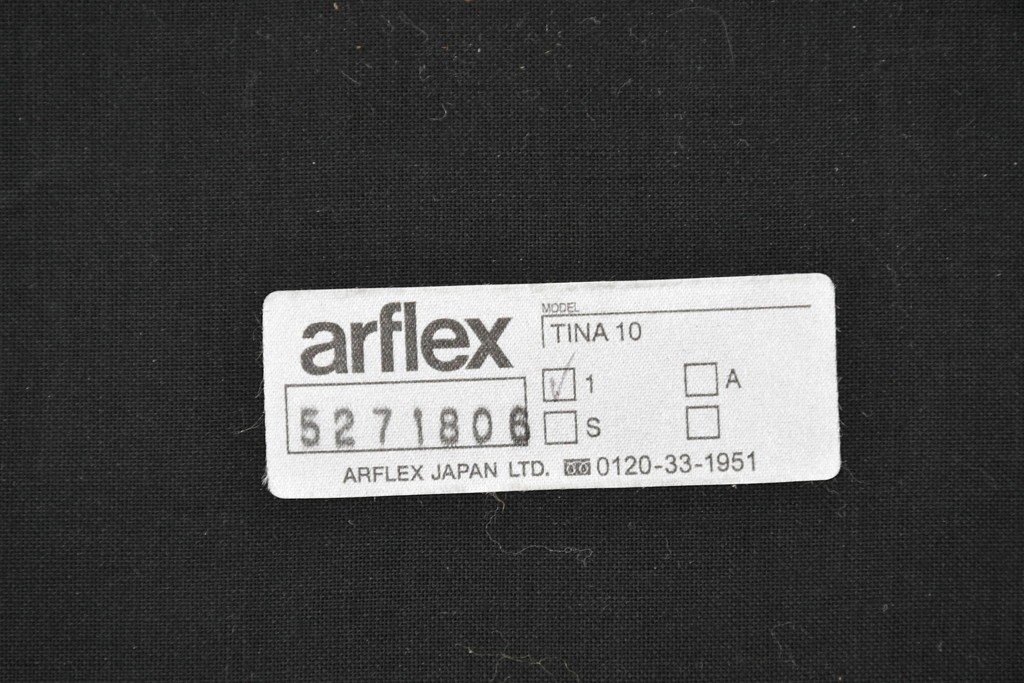 arflex
5271806
MODEL
TINA 10
1
A
S
ARFLEX JAPAN LTD. 0120-33-1951